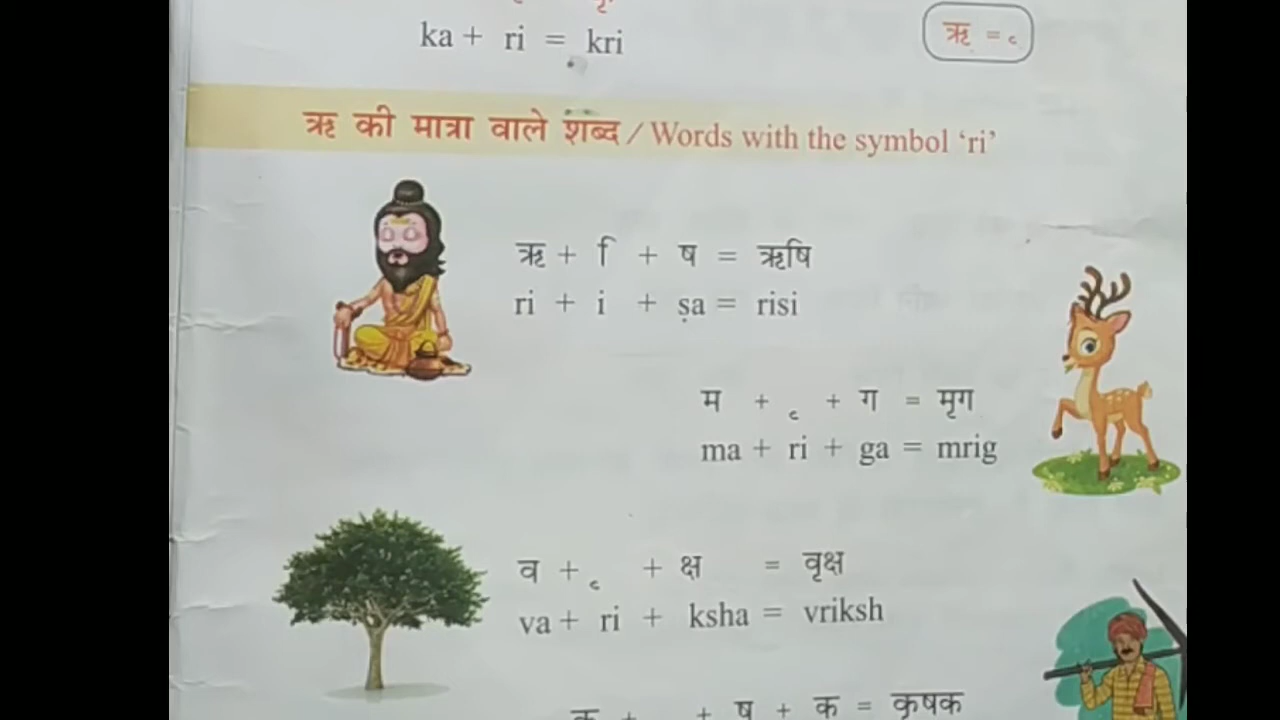 ka + ri = kri
ऋ = ृ
ऋ की मात्रा वाले शब्द / Words with the symbol ‘ri’
ऋ + ि + ष = ऋषि
ri + i + ṣa = risi
म + ृ + ग = मृग
ma + ri + ga = mrig
व + ृ + क्ष = वृक्ष
va + ri + ksha = vriksh
क + + ष + क = कृषक